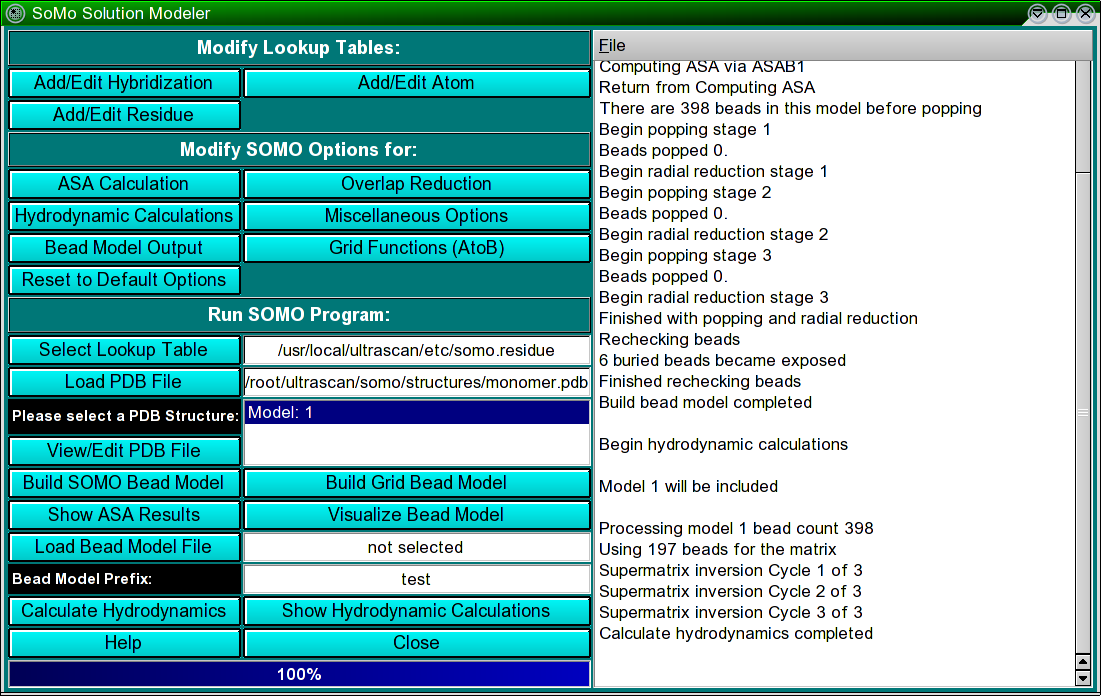 SoMo Solution Modeler
Modify Lookup Tables:
Add/Edit Hybridization
Add/Edit Atom
Add/Edit Residue
Modify SOMO Options for:
ASA Calculation
Overlap Reduction
Hydrodynamic Calculations
Miscellaneous Options
Bead Model Output
Grid Functions (AtoB)
Reset to Default Options
Run SOMO Program:
Select Lookup Table
/usr/local/ultrascan/etc/somo.residue
Load PDB File
/root/ultrascan/somo/structures/monomer.pdb
Please select a PDB Structure:
Model: 1
View/Edit PDB File
Build SOMO Bead Model
Build Grid Bead Model
Show ASA Results
Visualize Bead Model
Load Bead Model File
not selected
Bead Model Prefix:
test
Calculate Hydrodynamics
Show Hydrodynamic Calculations
Help
Close
100%
File
Computing ASA via ASAB1
Return from Computing ASA
There are 398 beads in this model before popping
Begin popping stage 1
Beads popped 0.
Begin radial reduction stage 1
Begin popping stage 2
Beads popped 0.
Begin radial reduction stage 2
Begin popping stage 3
Beads popped 0.
Begin radial reduction stage 3
Finished with popping and radial reduction
Rechecking beads
6 buried beads became exposed
Finished rechecking beads
Build bead model completed
Begin hydrodynamic calculations
Model 1 will be included
Processing model 1 bead count 398
Using 197 beads for the matrix
Supermatrix inversion Cycle 1 of 3
Supermatrix inversion Cycle 2 of 3
Supermatrix inversion Cycle 3 of 3
Calculate hydrodynamics completed